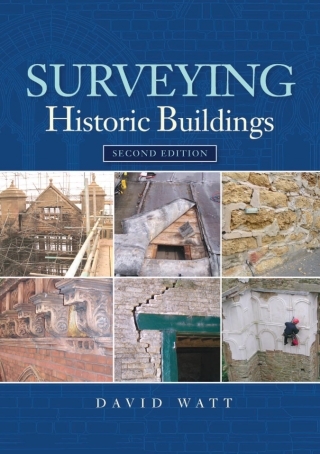 SURVEYING
Historic Buildings
SECOND EDITION
DAVID WATT